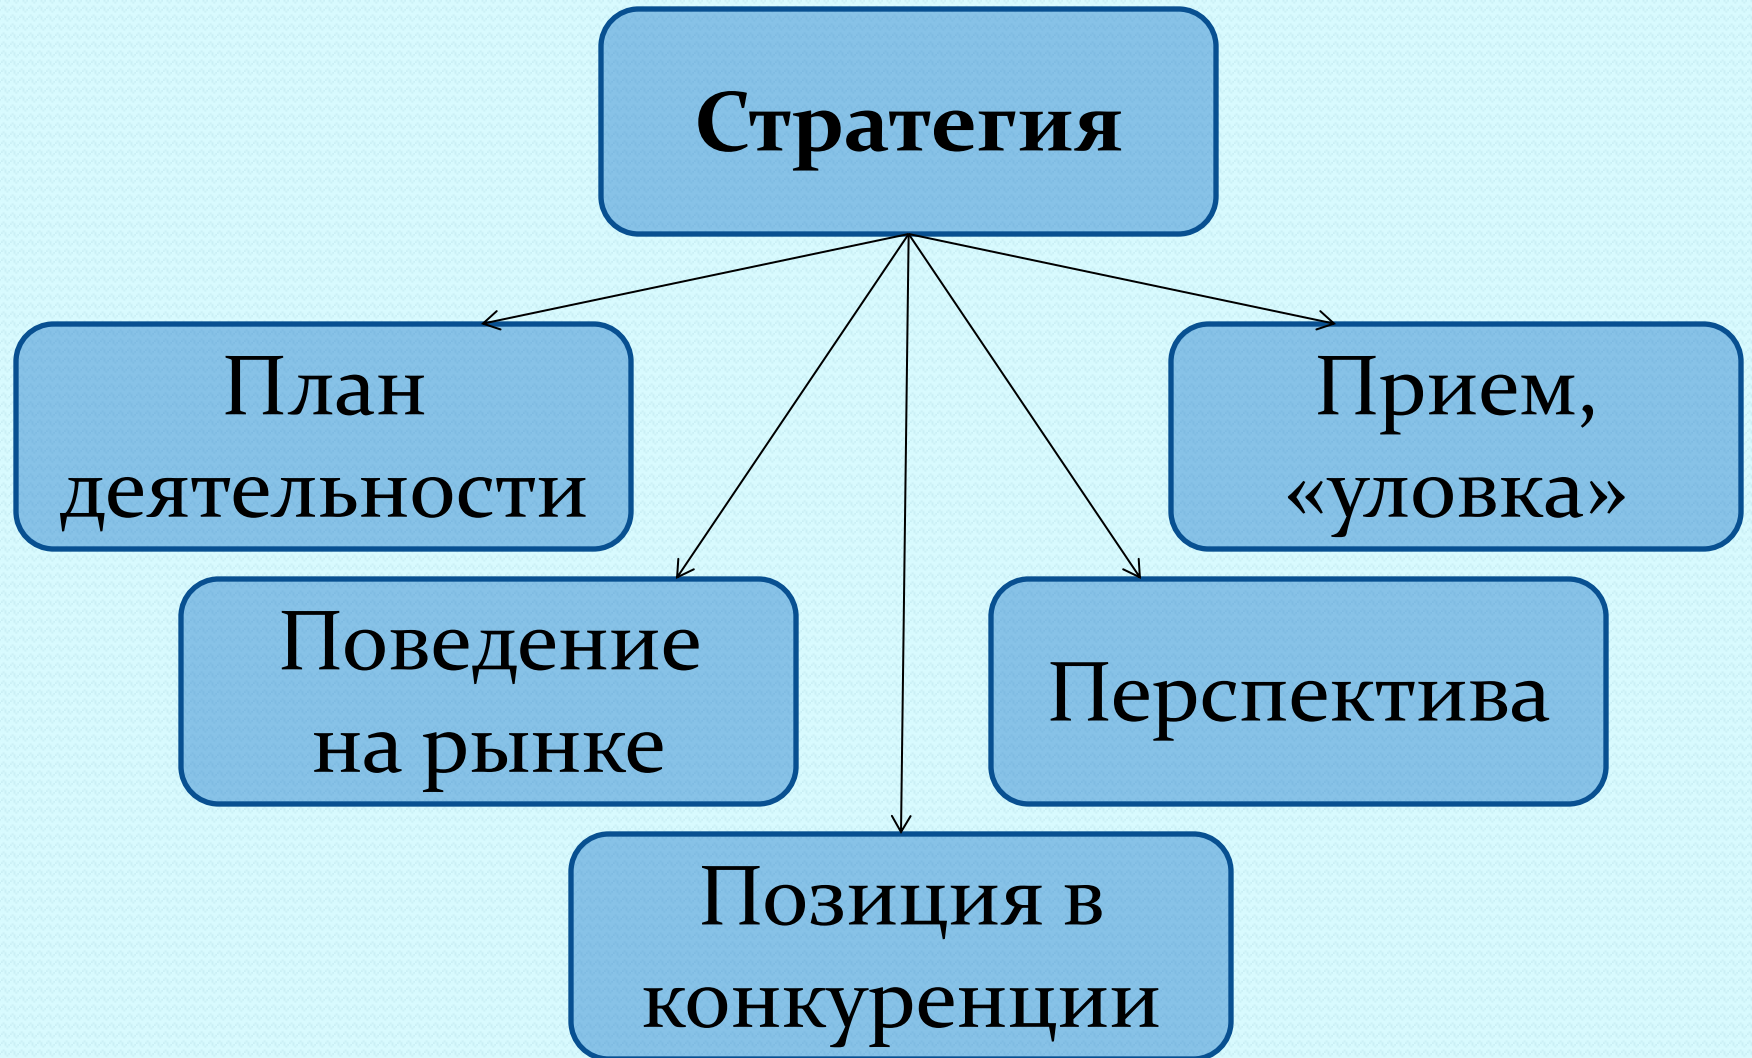 Стратегия
План
деятельности
Прием,
«уловка»
Поведение
на рынке
Перспектива
Позиция в
конкуренции